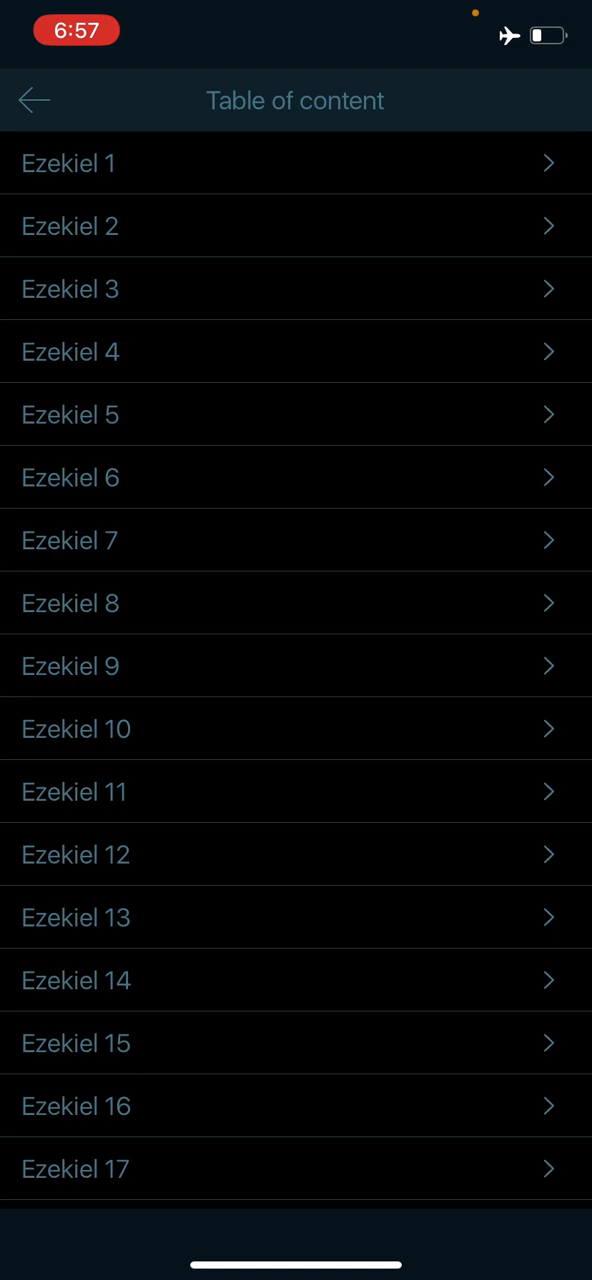 6:57
Table of content
Ezekiel 1
Ezekiel 2
Ezekiel 3
Ezekiel 4
Ezekiel 5
Ezekiel 6
Ezekiel 7
Ezekiel 8
Ezekiel 9
Ezekiel 10
Ezekiel 11
Ezekiel 12
Ezekiel 13
Ezekiel 14
Ezekiel 15
Ezekiel 16
Ezekiel 17